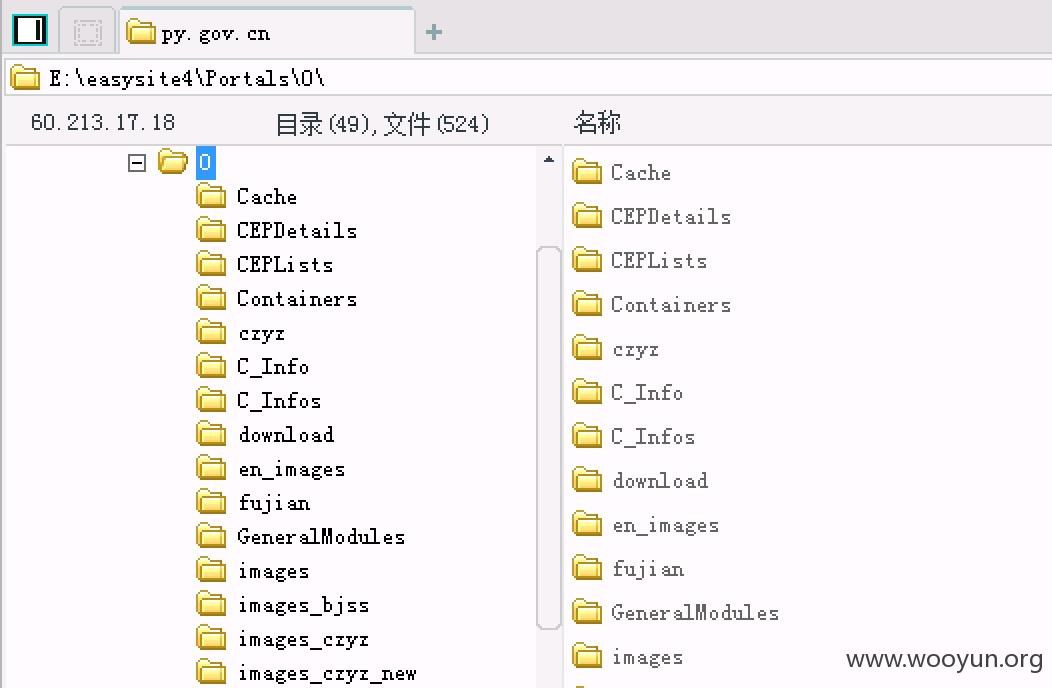 py.gov.cn
E:\easysite4\Portals\0\
60.213.17.18 目录(49),文件(524) 名称
0
Cache
CEPDetails
CEPLists
Containers
czyz
C_Info
C_Infos
download
en_images
fujian
GeneralModules
images
images_bjss
images_czyz
images_czyz_new
Cache
CEPDetails
CEPLists
Containers
czyz
C_Info
C_Infos
download
en_images
fujian
GeneralModules
images
www.wooyun.org